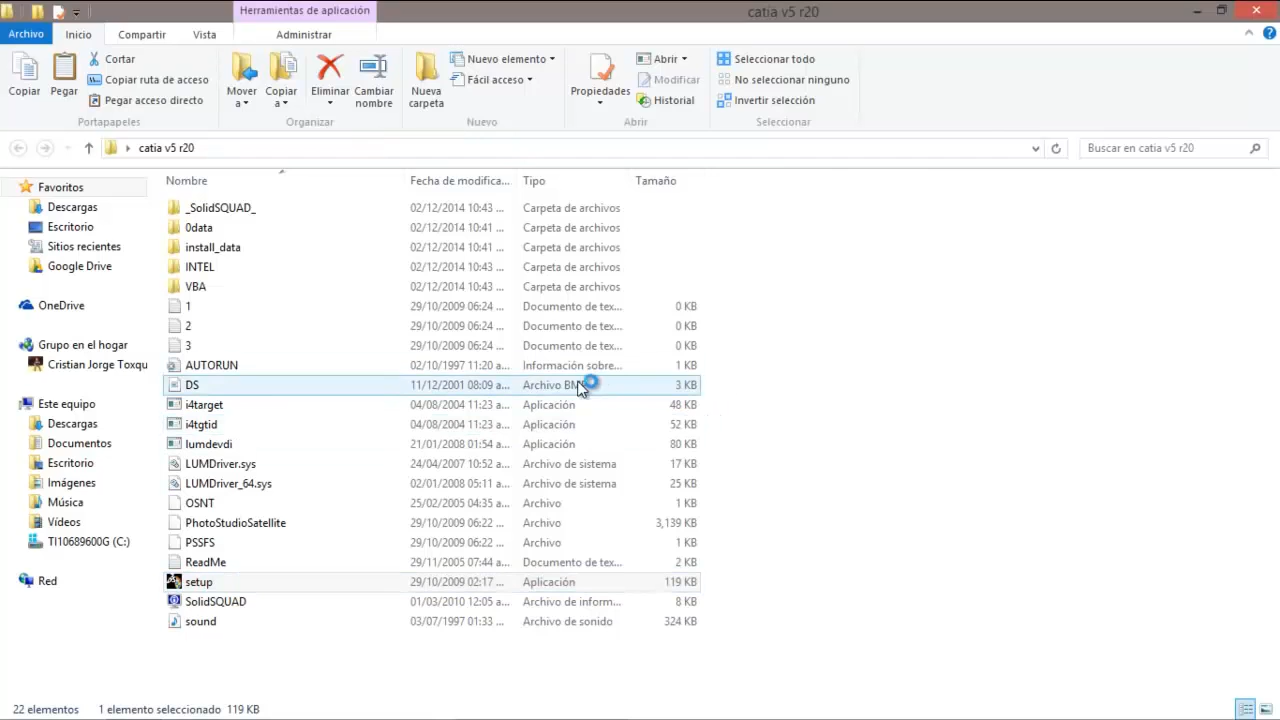 Herramientas de aplicación
catia v5 r20
Archivo Inicio Compartir Vista Administrar
Copiar
Pegar
Cortar
Copiar ruta de acceso
Pegar acceso directo
Portapapeles
Mover a
Copiar a
Eliminar
Cambiar nombre
Organizar
Nueva carpeta
Nuevo elemento
Fácil acceso
Nuevo
Propiedades
Abrir
Modificar
Historial
Abrir
Seleccionar todo
No seleccionar ninguno
Invertir selección
Seleccionar
catia v5 r20
Buscar en catia v5 r20
Favoritos
Descargas
Escritorio
Sitios recientes
Google Drive
OneDrive
Grupo en el hogar
Cristian Jorge Toxqu
Este equipo
Descargas
Documentos
Escritorio
Imágenes
Música
Vídeos
TI10689600G (C:)
Red
Nombre Fecha de modifica... Tipo Tamaño
_SolidSQUAD_ 02/12/2014 10:43 ... Carpeta de archivos
0data 02/12/2014 10:43 ... Carpeta de archivos
install_data 02/12/2014 10:41 ... Carpeta de archivos
INTEL 02/12/2014 10:43 ... Carpeta de archivos
VBA 02/12/2014 10:43 ... Carpeta de archivos
1 29/10/2009 06:24 ... Documento de tex... 0 KB
2 29/10/2009 06:24 ... Documento de tex... 0 KB
3 29/10/2009 06:24 ... Documento de tex... 0 KB
AUTORUN 02/10/1997 11:20 a... Información sobre... 1 KB
DS 11/12/2001 08:09 a... Archivo 3 KB
i4target 04/08/2004 11:23 a... Aplicación 48 KB
i4tgtid 04/08/2004 11:23 a... Aplicación 52 KB
lumdevdi 21/01/2008 01:54 a... Aplicación 80 KB
LUMDriver.sys 24/04/2007 10:52 a... Archivo de sistema 17 KB
LUMDriver_64.sys 02/01/2008 05:11 a... Archivo de sistema 25 KB
OSNT 25/02/2005 04:35 a... Archivo 1 KB
PhotoStudioSatellite 29/10/2009 06:22 ... Archivo 3,139 KB
PSSFS 29/10/2009 06:22 ... Archivo 1 KB
ReadMe 29/11/2005 07:44 a... Documento de tex... 2 KB
setup 29/10/2009 02:17 ... Aplicación 119 KB
SolidSQUAD 01/03/2010 12:05 a... Archivo de inform... 8 KB
sound 03/07/1997 01:33 ... Archivo de sonido 324 KB
22 elementos 1 elemento seleccionado 119 KB